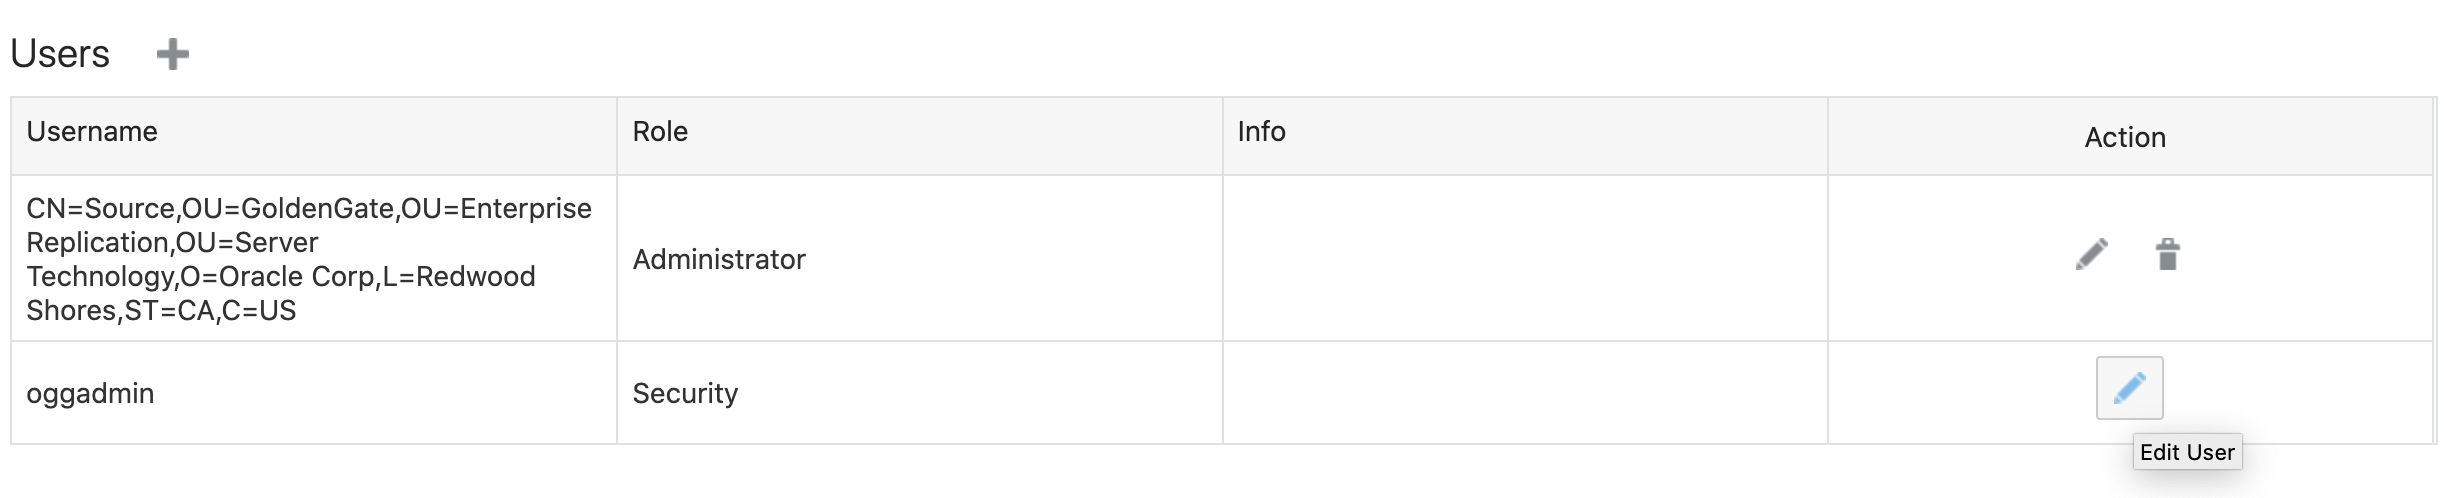 Users
Username
Role
Info
Action
CN=Source,OU=GoldenGate,OU=Enterprise
Replication,OU=Server
Technology,O=Oracle Corp,L=Redwood
Shores,ST=CA,C=US
Administrator
oggadmin
Security
Edit User